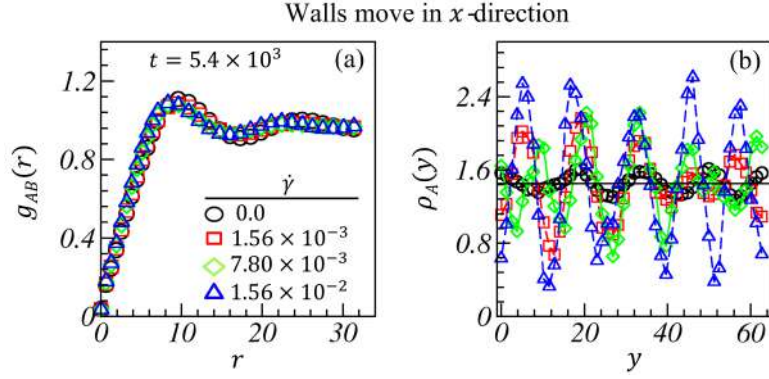 Walls move in x-direction
t = 5.4 × 10³
(a)
g_AB(r)
1.2
0.8
0.4
0
γ̇
0.0
1.56 × 10⁻³
7.80 × 10⁻³
1.56 × 10⁻²
0 10 20 30
r
(b)
ρ_A(y)
2.4
1.6
0.8
0
0 20 40 60
y